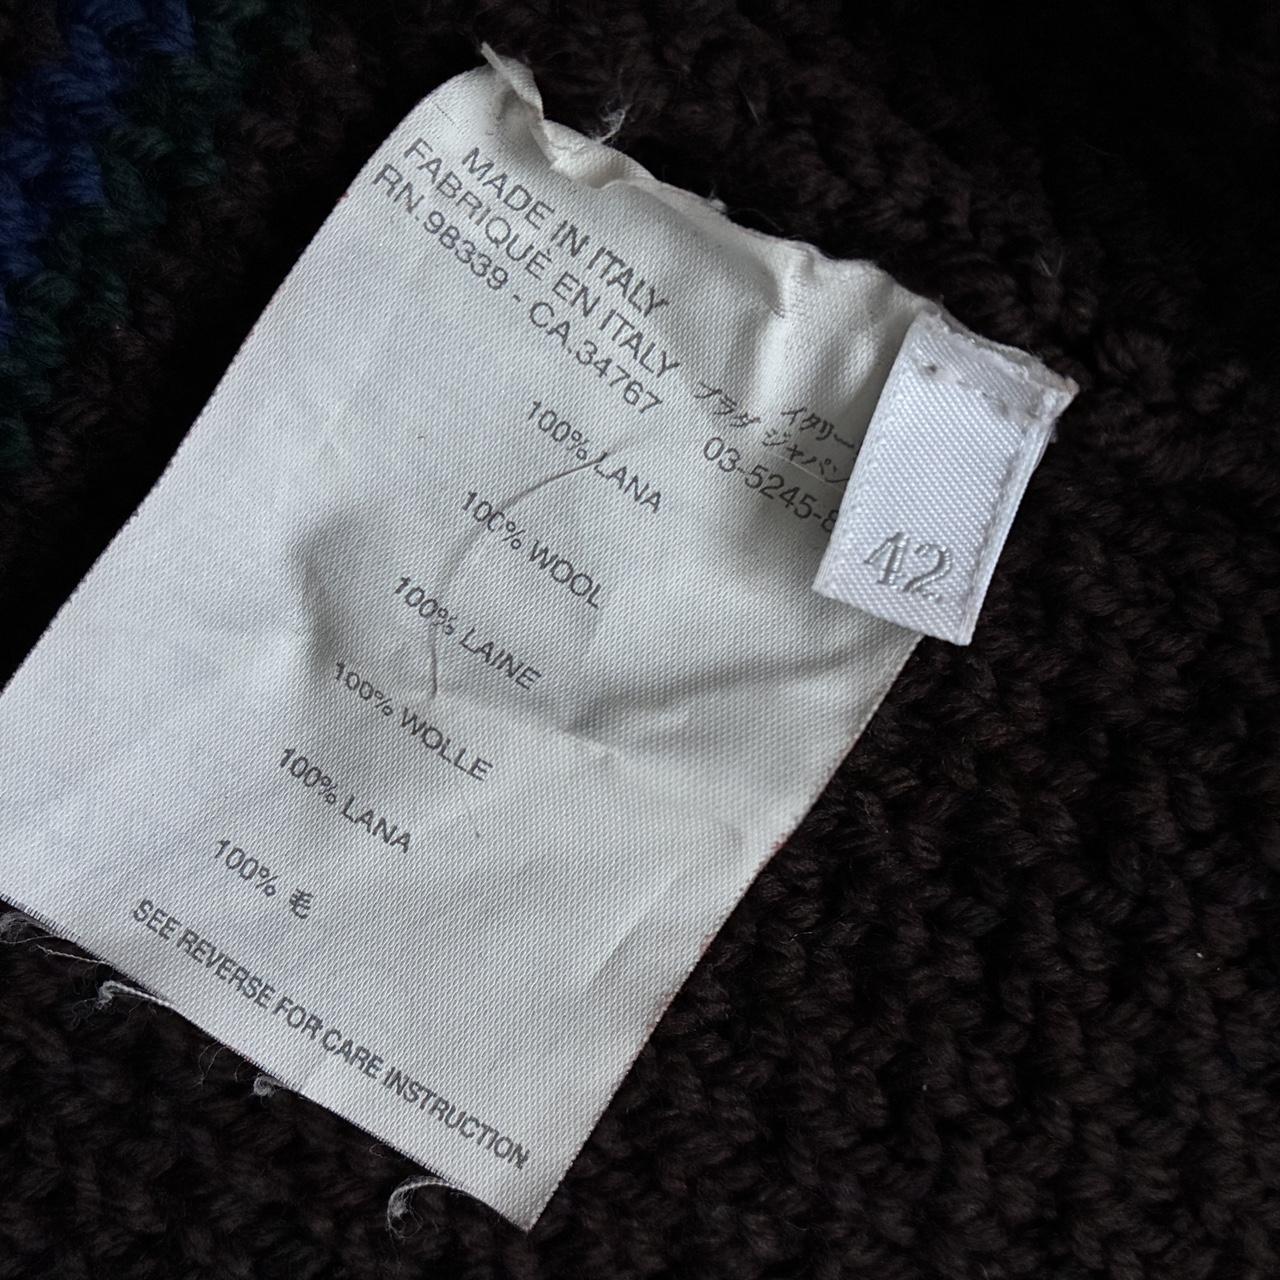 MADE IN ITALY
FABRIQUÈ EN ITALY
RN.98339 - CA.34767
イタリー
プラダ ジャパン
03-5245-8
100% LANA
100% WOOL
100% LAINE
100% WOLLE
100% LANA
100% 毛
SEE REVERSE FOR CARE INSTRUCTION
42